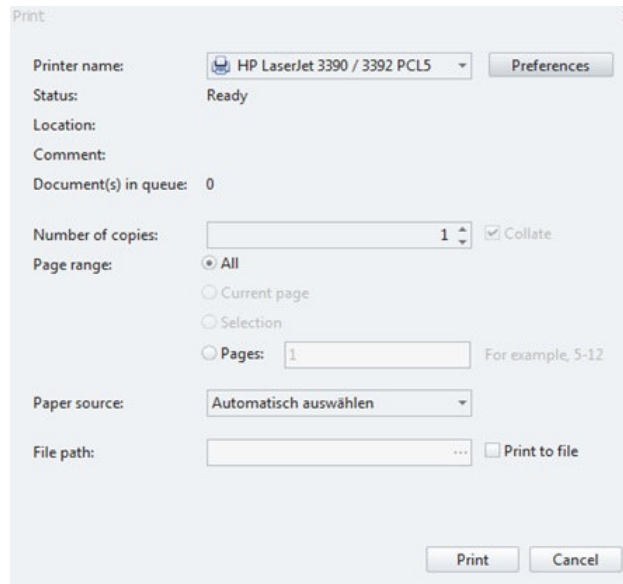 Print
Printer name: HP LaserJet 3390 / 3392 PCL5 Preferences
Status: Ready
Location:
Comment:
Document(s) in queue: 0
Number of copies: 1 Collate
Page range: All
Current page
Selection
Pages: 1 For example, 5-12
Paper source: Automatisch auswählen
File path: ... Print to file
Print Cancel